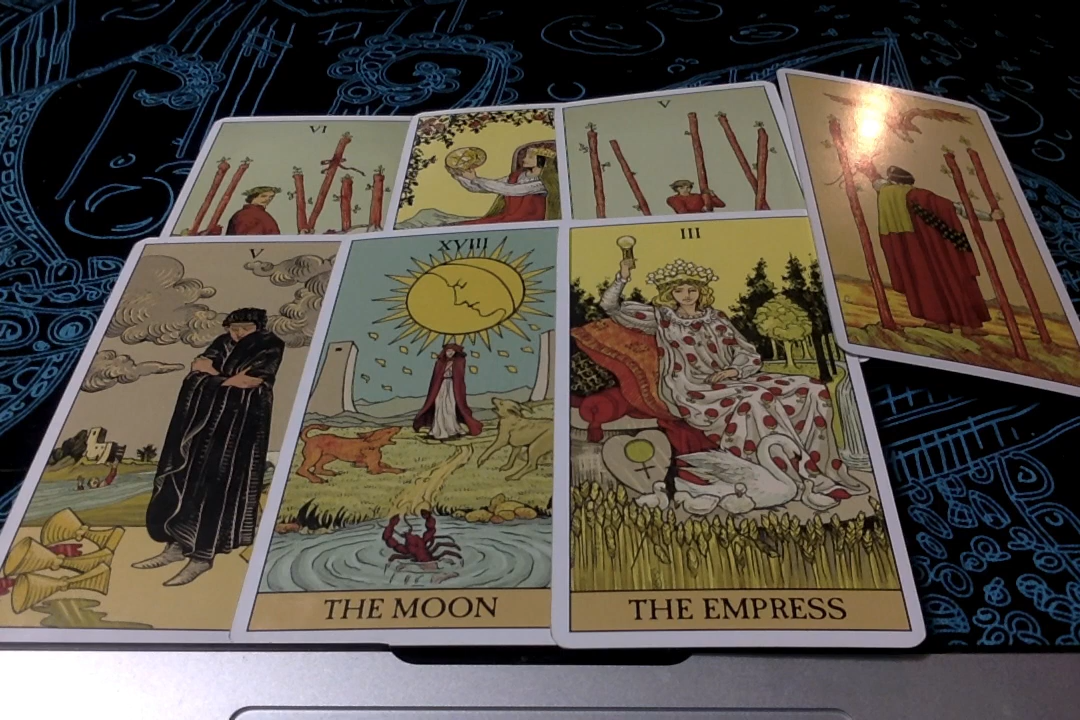 VI
V
V
XVIII
III
THE MOON
THE EMPRESS